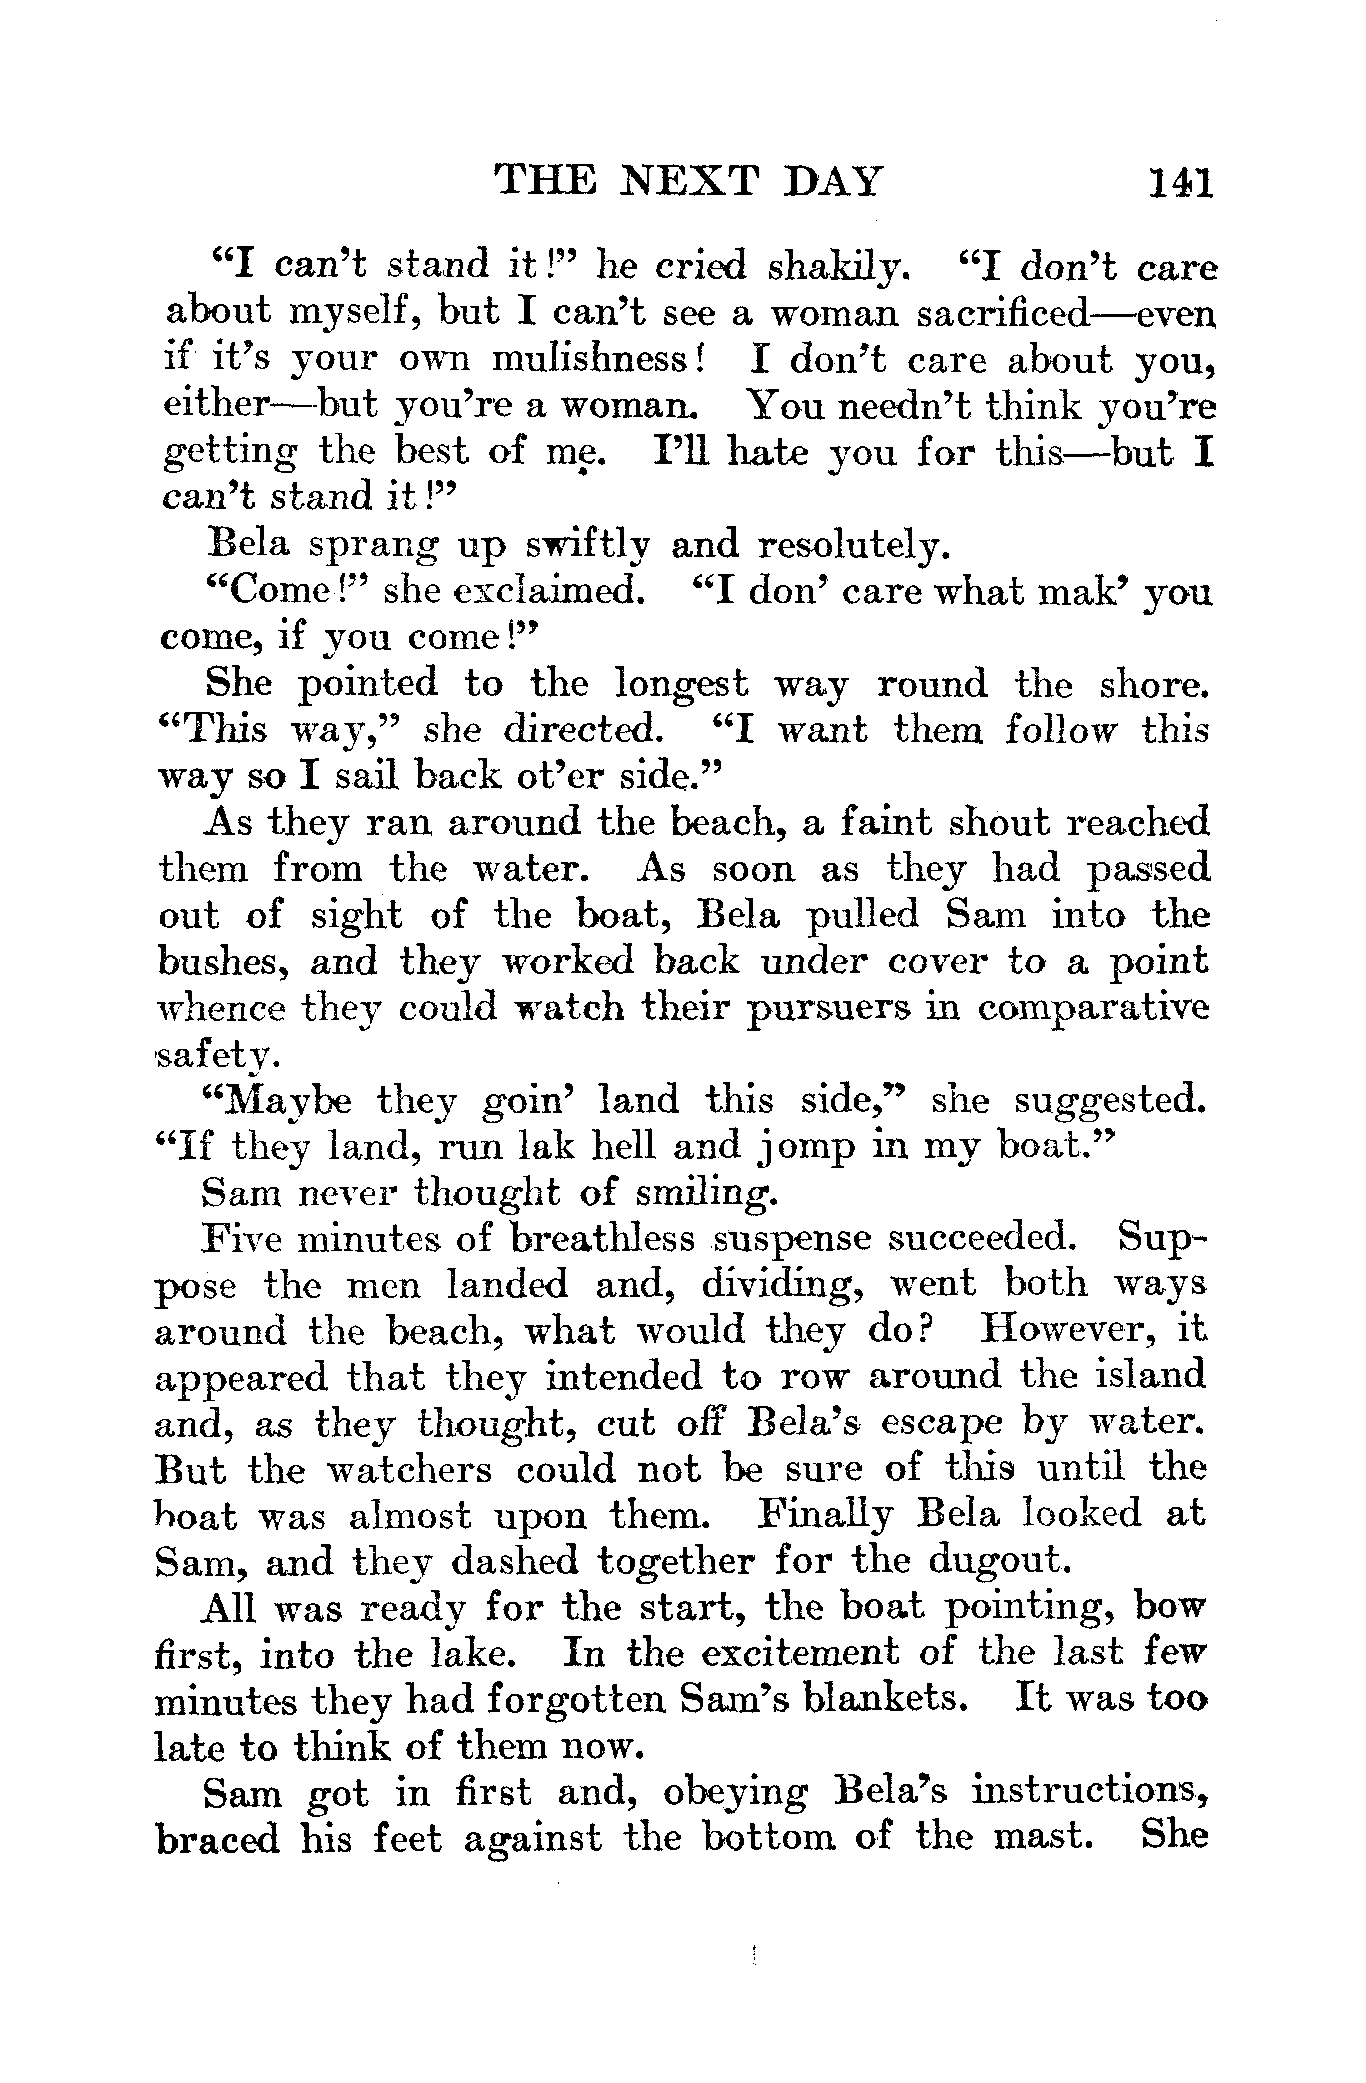 THE NEXT DAY 141
“I can’t stand it!” he cried shakily. “I don’t care
about myself, but I can’t see a woman sacrificed—even
if it’s your own mulishness! I don’t care about you,
either—but you’re a woman. You needn’t think you’re
getting the best of me. I’ll hate you for this—but I
can’t stand it!”
Bela sprang up swiftly and resolutely.
“Come!” she exclaimed. “I don’ care what mak’ you
come, if you come!”
She pointed to the longest way round the shore.
“This way,” she directed. “I want them follow this
way so I sail back ot’er side.”
As they ran around the beach, a faint shout reached
them from the water. As soon as they had passed
out of sight of the boat, Bela pulled Sam into the
bushes, and they worked back under cover to a point
whence they could watch their pursuers in comparative
safety.
“Maybe they goin’ land this side,” she suggested.
“If they land, run lak hell and jomp in my boat.”
Sam never thought of smiling.
Five minutes of breathless suspense succeeded. Sup-
pose the men landed and, dividing, went both ways
around the beach, what would they do? However, it
appeared that they intended to row around the island
and, as they thought, cut off Bela’s escape by water.
But the watchers could not be sure of this until the
boat was almost upon them. Finally Bela looked at
Sam, and they dashed together for the dugout.
All was ready for the start, the boat pointing, bow
first, into the lake. In the excitement of the last few
minutes they had forgotten Sam’s blankets. It was too
late to think of them now.
Sam got in first and, obeying Bela’s instructions,
braced his feet against the bottom of the mast. She